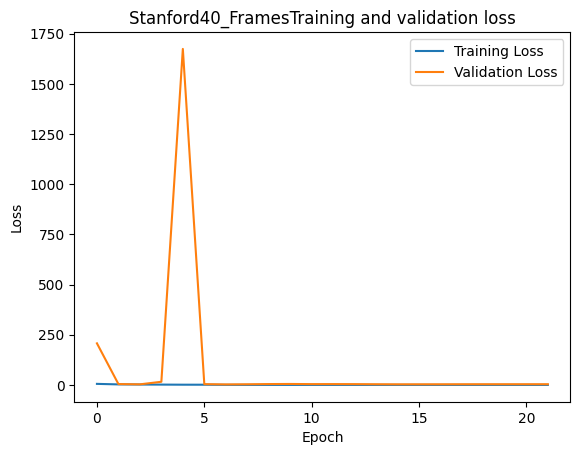 Stanford40_FramesTraining and validation loss
Training Loss
Validation Loss
1750
1500
1250
1000
750
500
250
0
Loss
0 5 10 15 20
Epoch